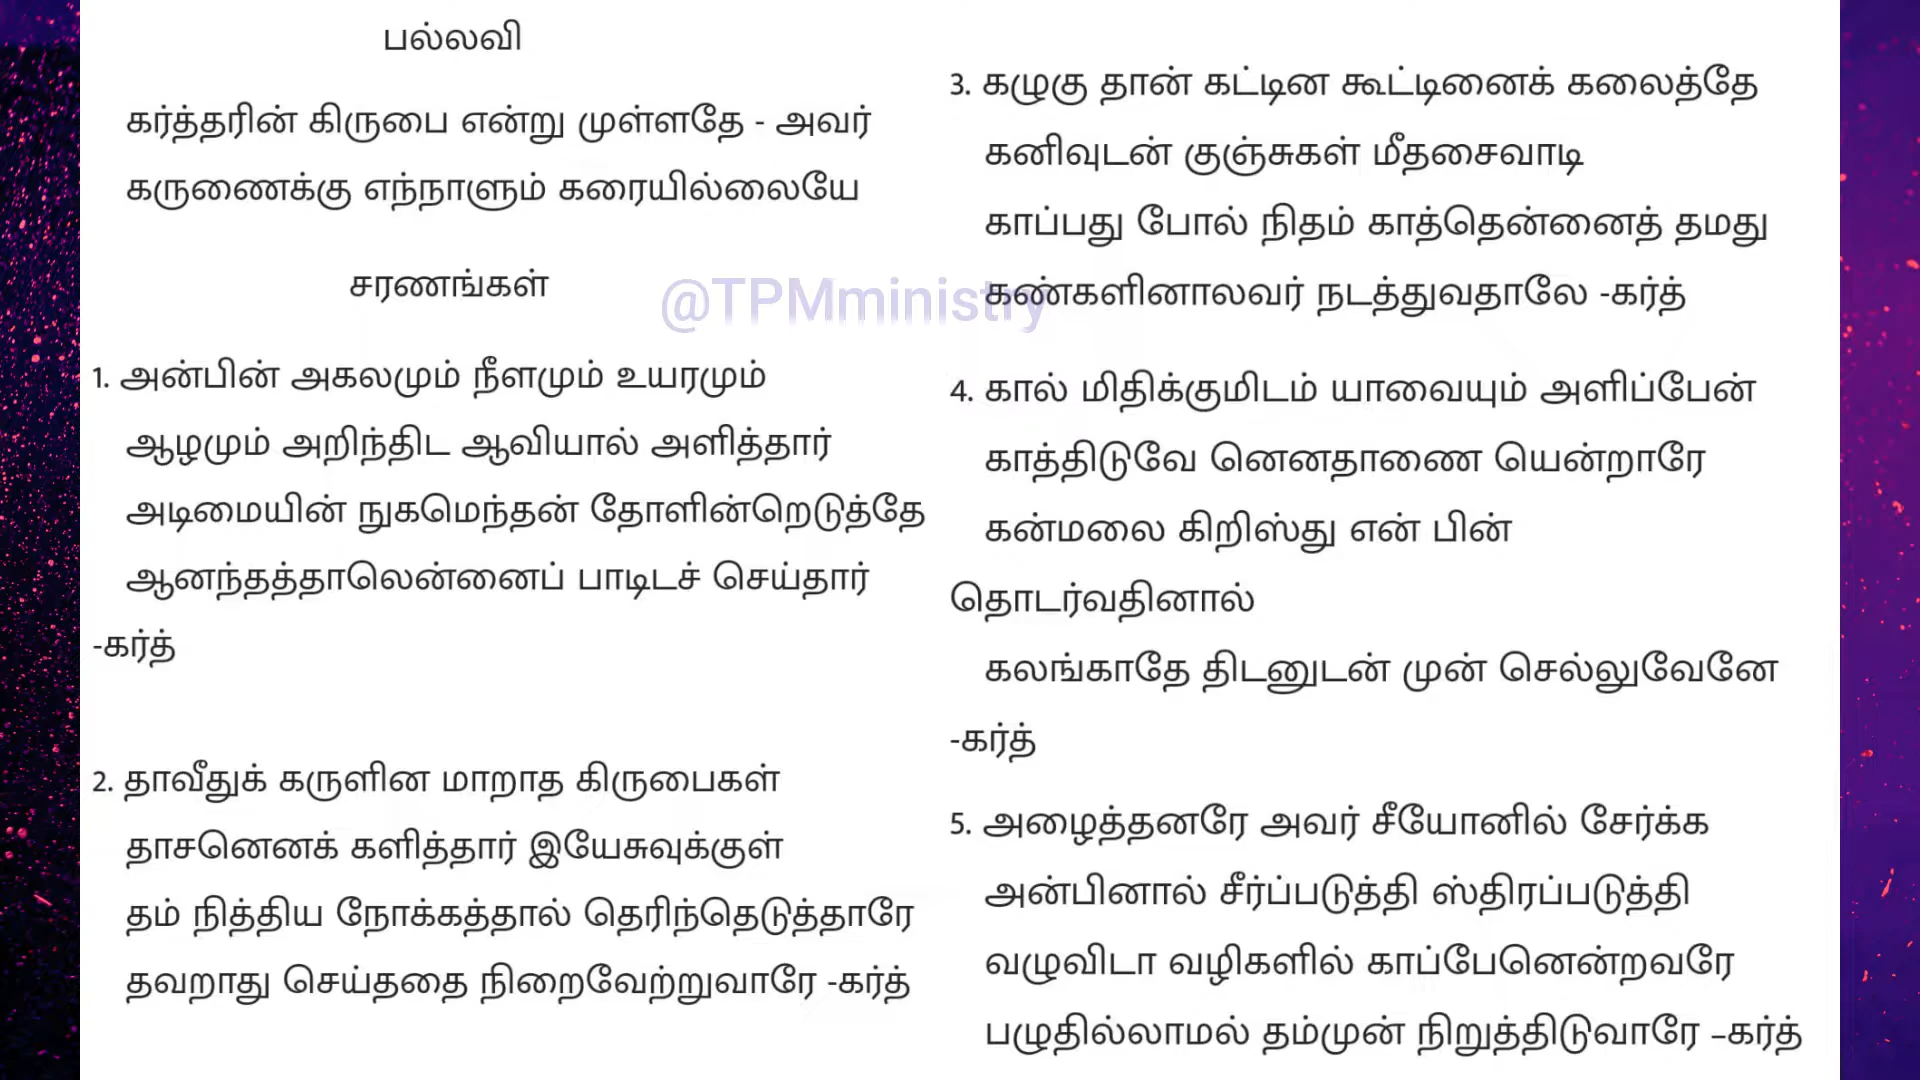 பல்லவி
கர்த்தரின் கிருபை என்று முள்ளதே - அவர்
கருணைக்கு எந்நாளும் கரையில்லையே
சரணங்கள்
1. அன்பின் அகலமும் நீளமும் உயரமும்
ஆழமும் அறிந்திட ஆவியால் அளித்தார்
அடிமையின் நுகமெந்தன் தோளின்றெடுத்தே
ஆனந்தத்தாலென்னைப் பாடிடச் செய்தார்
-கர்த்
2. தாவீதுக் கருளின மாறாத கிருபைகள்
தாசனெனக் களித்தார் இயேசுவுக்குள்
தம் நித்திய நோக்கத்தால் தெரிந்தெடுத்தாரே
தவறாது செய்ததை நிறைவேற்றுவாரே -கர்த்
@TPMministry
3. கழுகு தான் கட்டின கூட்டினைக் கலைத்தே
கனிவுடன் குஞ்சுகள் மீதசைவாடி
காப்பது போல் நிதம் காத்தென்னைத் தமது
கண்களினாலவர் நடத்துவதாலே -கர்த்
4. கால் மிதிக்குமிடம் யாவையும் அளிப்பேன்
காத்திடுவே னெனதாணை யென்றாரே
கன்மலை கிறிஸ்து என் பின்
தொடர்வதினால்
கலங்காதே திடனுடன் முன் செல்லுவேனே
-கர்த்
5. அழைத்தனரே அவர் சீயோனில் சேர்க்க
அன்பினால் சீர்ப்படுத்தி ஸ்திரப்படுத்தி
வழுவிடா வழிகளில் காப்பேனென்றவரே
பழுதில்லாமல் தம்முன் நிறுத்திடுவாரே –கர்த்